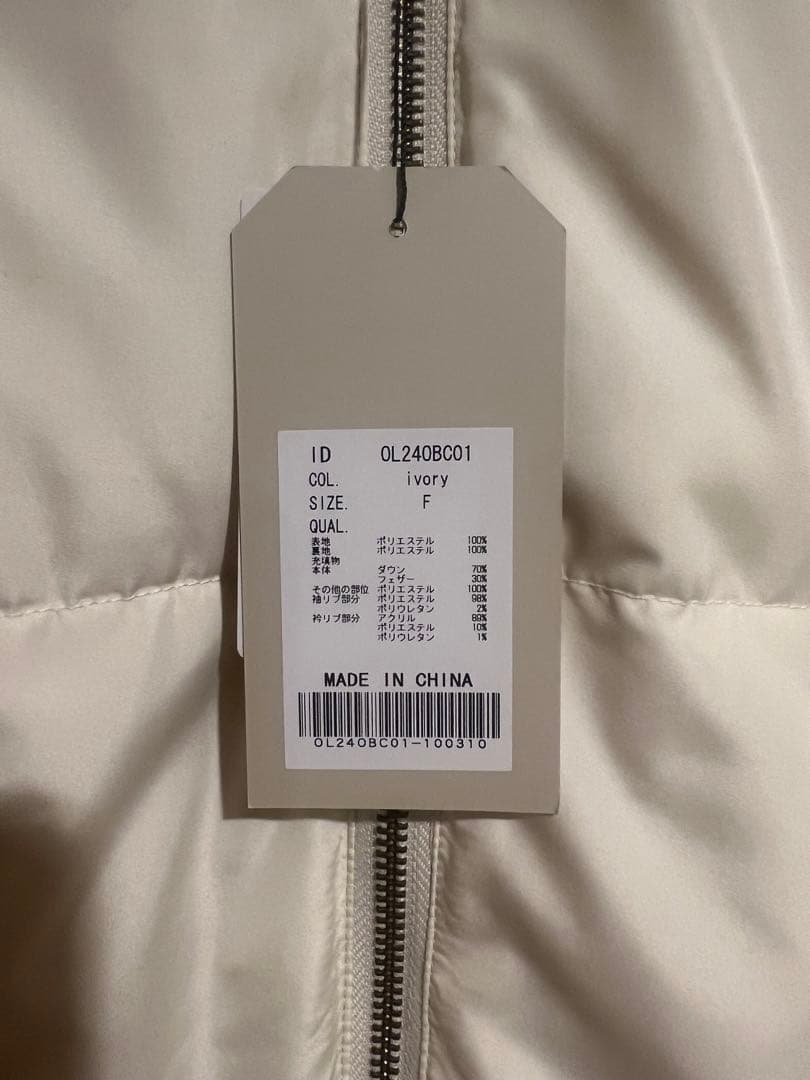 ID OL240BC01
COL. ivory
SIZE. F
QUAL.
表地 ポリエステル 100%
裏地 ポリエステル 100%
充填物
本体 ダウン 70%
フェザー 30%
その他の部位 ポリエステル 100%
袖リブ部分 ポリエステル 98%
ポリウレタン 2%
衿リブ部分 アクリル 89%
ポリエステル 10%
ポリウレタン 1%
MADE IN CHINA
OL240BC01-100310